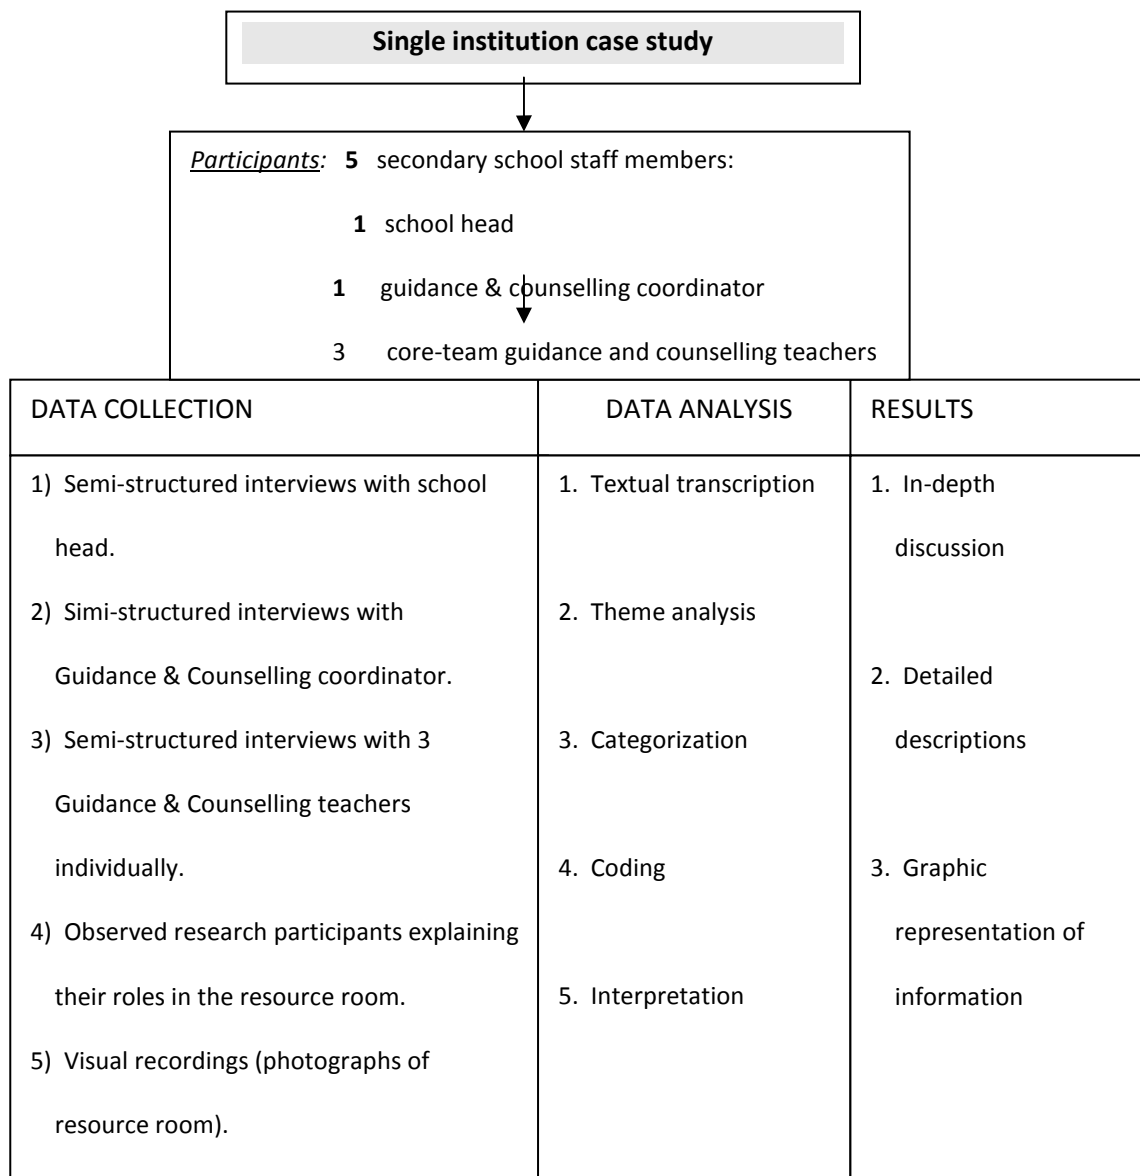 Single institution case study
Participants: 5 secondary school staff members:
1 school head
1 guidance & counselling coordinator
3 core-team guidance and counselling teachers
DATA COLLECTION
1) Semi-structured interviews with school
head.
2) Simi-structured interviews with
Guidance & Counselling coordinator.
3) Semi-structured interviews with 3
Guidance & Counselling teachers
individually.
4) Observed research participants explaining
their roles in the resource room.
5) Visual recordings (photographs of
resource room).
DATA ANALYSIS
1. Textual transcription
2. Theme analysis
3. Categorization
4. Coding
5. Interpretation
RESULTS
1. In-depth
discussion
2. Detailed
descriptions
3. Graphic
representation of
information